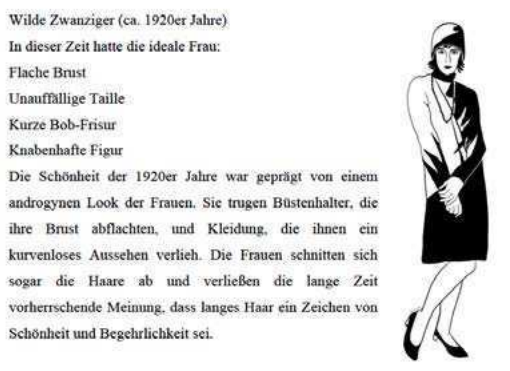 Wilde Zwanziger (ca. 1920er Jahre)
In dieser Zeit hatte die ideale Frau:
Flache Brust
Unauffällige Taille
Kurze Bob-Frisur
Knabenhafte Figur
Die Schönheit der 1920er Jahre war geprägt von einem
androgynen Look der Frauen. Sie trugen Büstenhalter, die
ihre Brust abflachten, und Kleidung, die ihnen ein
kurvenloses Aussehen verlieh. Die Frauen schnitten sich
sogar die Haare ab und verließen die lange Zeit
vorherrschende Meinung, dass langes Haar ein Zeichen von
Schönheit und Begehrlichkeit sei.